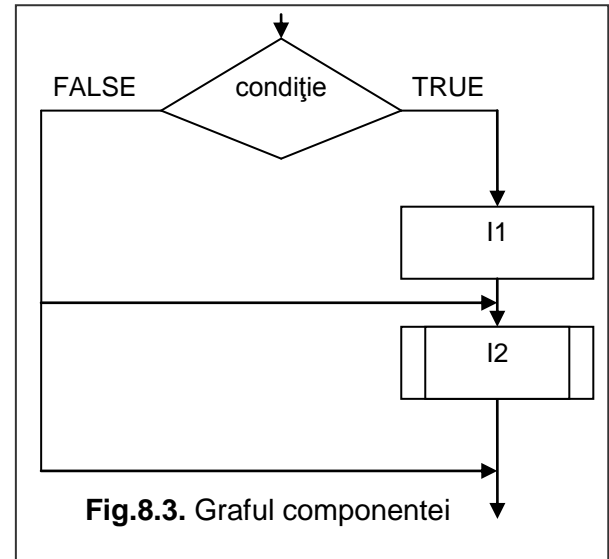 FALSE condiţie TRUE
I1
I2
Fig.8.3. Graful componentei